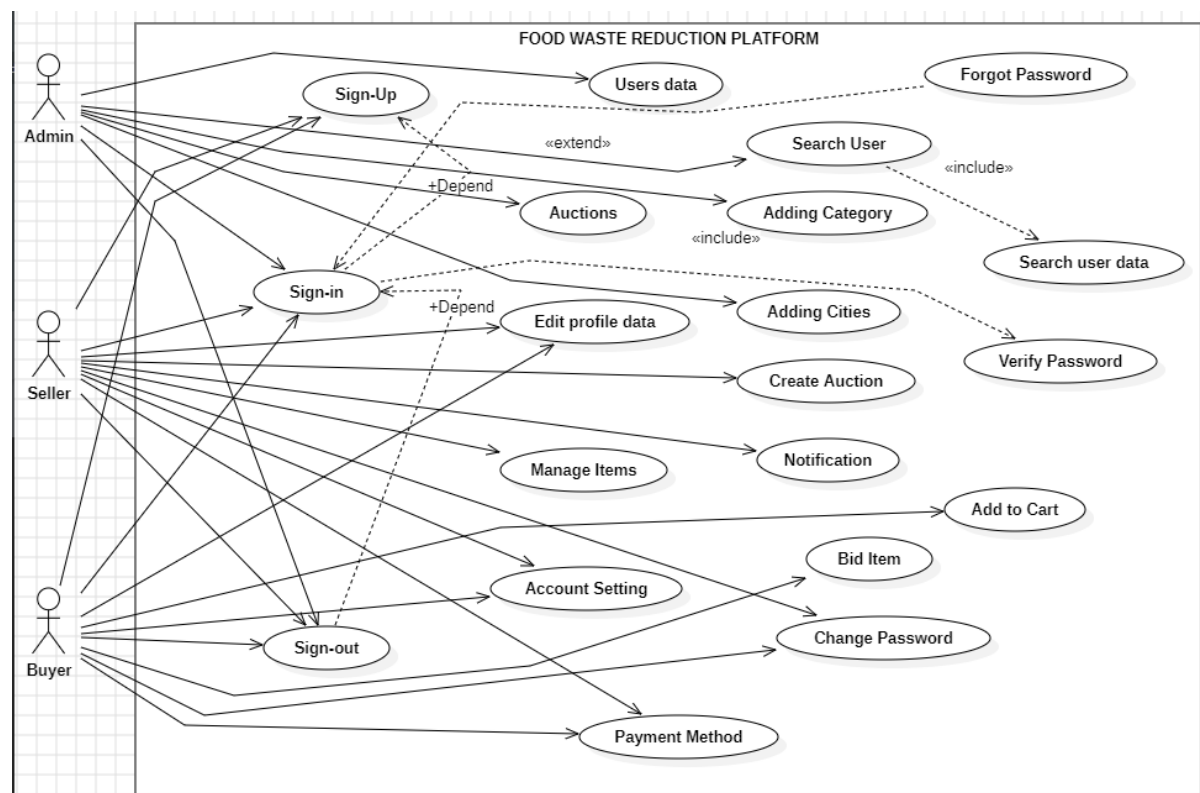 FOOD WASTE REDUCTION PLATFORM
Users data
Forgot Password
Sign-Up
Admin
«extend»
Search User
«include»
+Depend
Auctions
Adding Category
«include»
Search user data
Sign-in
+Depend
Edit profile data
Adding Cities
Verify Password
Create Auction
Seller
Manage Items
Notification
Add to Cart
Bid Item
Account Setting
Change Password
Sign-out
Buyer
Payment Method